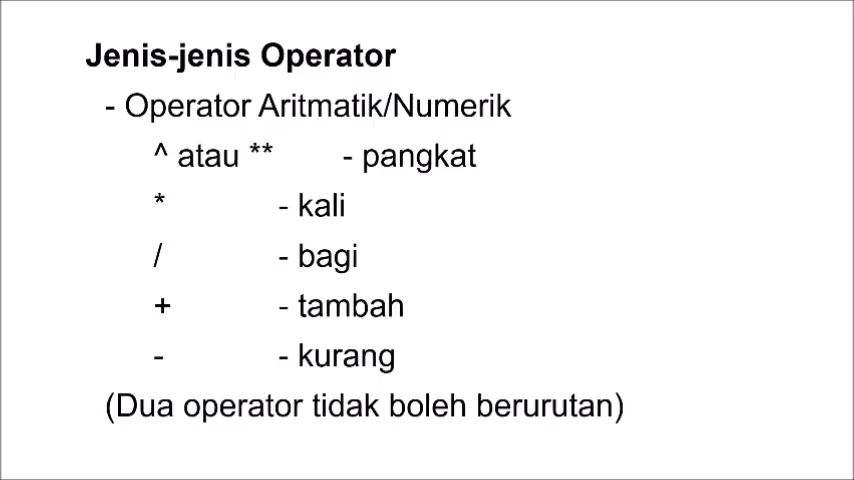 Jenis-jenis Operator
- Operator Aritmatik/Numerik
^ atau ** - pangkat
* - kali
/ - bagi
+ - tambah
- - kurang
(Dua operator tidak boleh berurutan)